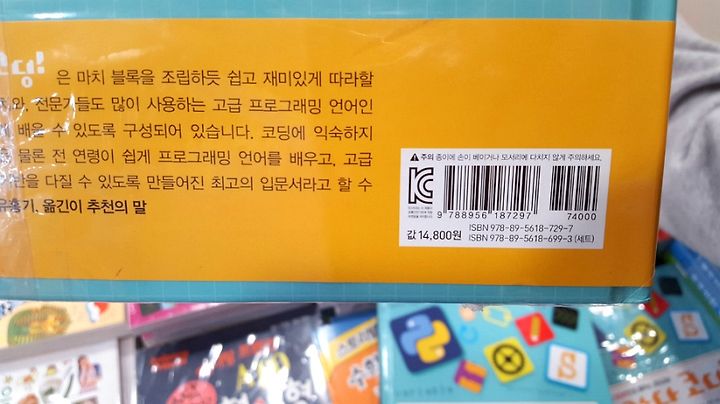 딩!
은 마치 블록을 조립하듯 쉽고 재미있게 따라할
와, 전문가들도 많이 사용하는 고급 프로그래밍 언어인
배울 수 있도록 구성되어 있습니다. 코딩에 익숙하지
물론 전 연령이 쉽게 프로그래밍 언어를 배우고, 고급
다질 수 있도록 만들어진 최고의 입문서라고 할 수
유홍기, 옮긴이 추천의 말
주의 종이에 손이 베이거나 모서리에 다치지 않게 주의하세요.
9 788956 187297 74000
값 14,800원
ISBN 978-89-5618-729-7
ISBN 978-89-5618-699-3 (세트)
variable